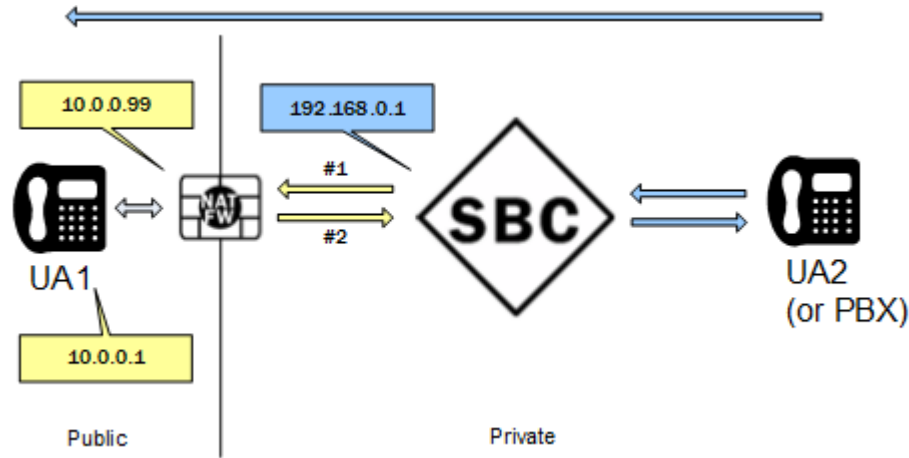 10.0.0.99
192.168.0.1
#1
NAT
FW
SBC
#2
UA1
UA2
(or PBX)
10.0.0.1
Public
Private